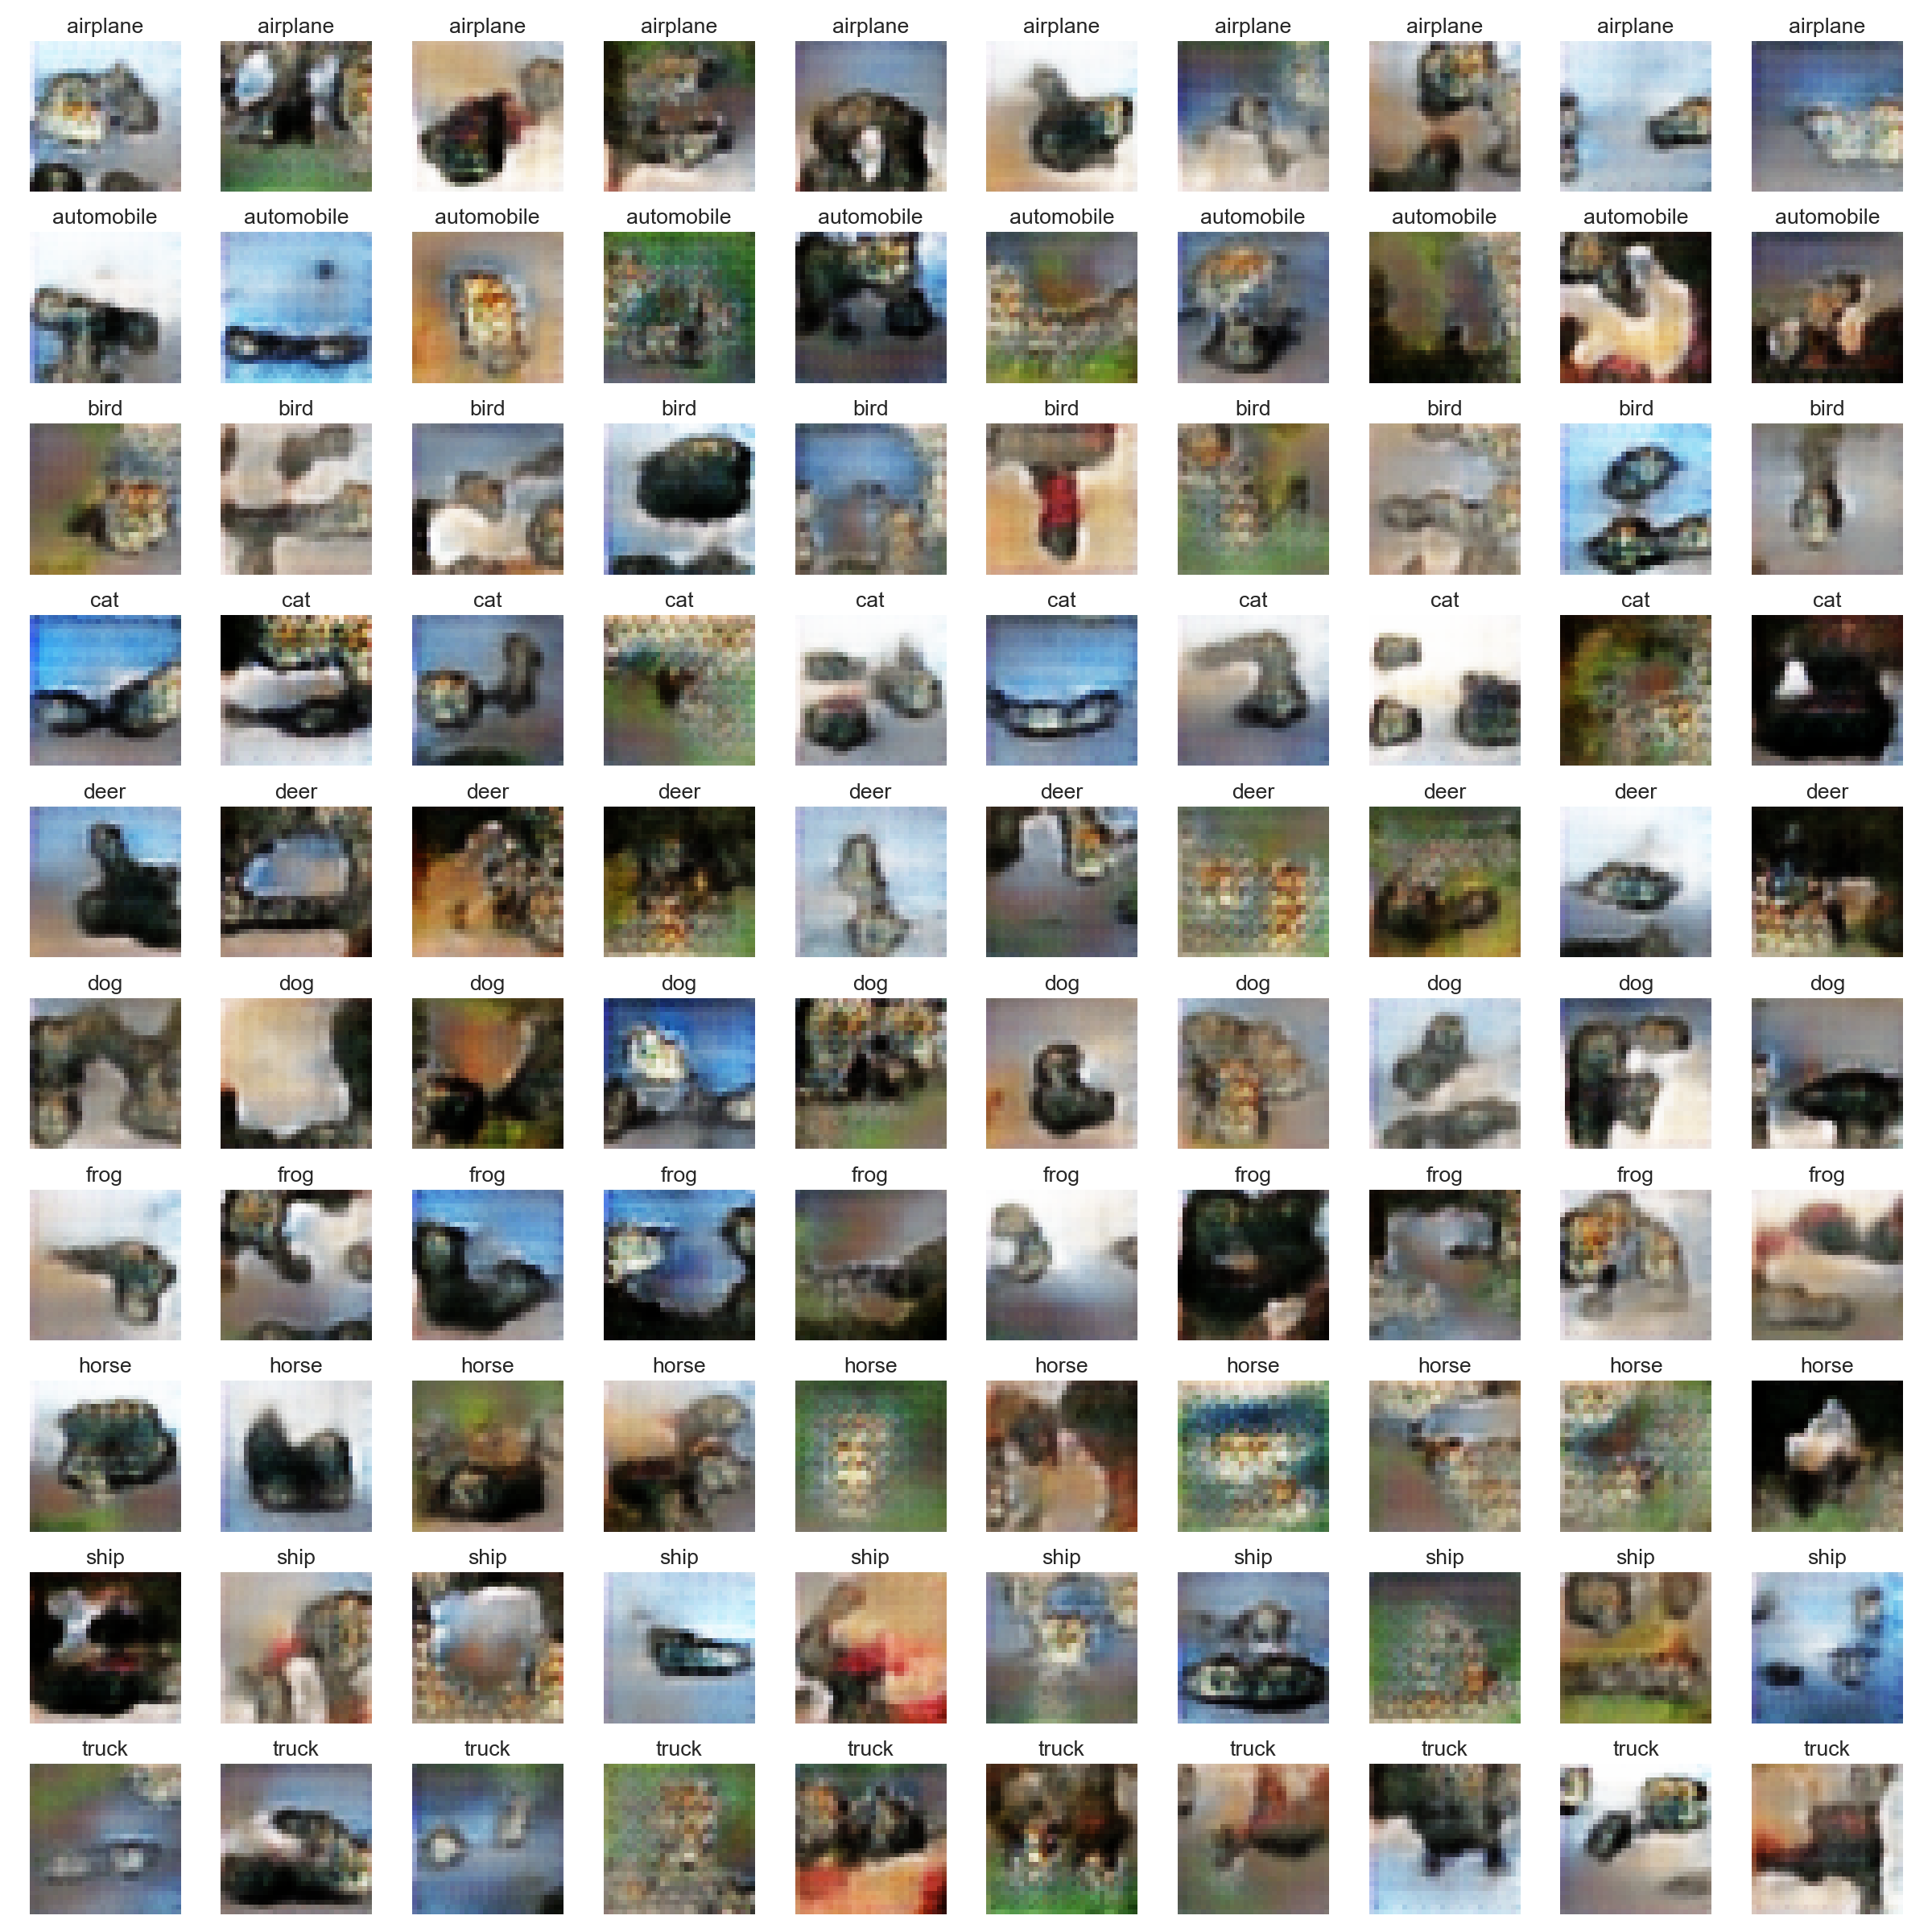 airplane airplane airplane airplane airplane airplane airplane airplane airplane airplane
automobile automobile automobile automobile automobile automobile automobile automobile automobile automobile
bird bird bird bird bird bird bird bird bird bird
cat cat cat cat cat cat cat cat cat cat
deer deer deer deer deer deer deer deer deer deer
dog dog dog dog dog dog dog dog dog dog
frog frog frog frog frog frog frog frog frog frog
horse horse horse horse horse horse horse horse horse horse
ship ship ship ship ship ship ship ship ship ship
truck truck truck truck truck truck truck truck truck truck